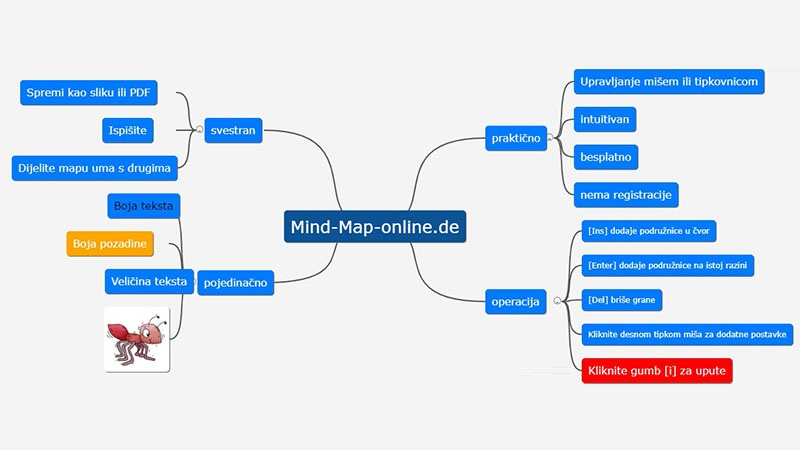 Mind-Map-online.de
svestran
Spremi kao sliku ili PDF
Ispišite
Dijelite mapu uma s drugima
pojedinačno
Boja teksta
Boja pozadine
Veličina teksta
praktično
Upravljanje mišem ili tipkovnicom
intuitivan
besplatno
nema registracije
operacija
[Ins] dodaje podružnice u čvor
[Enter] dodaje podružnice na istoj razini
[Del] briše grane
Kliknite desnom tipkom miša za dodatne postavke
Kliknite gumb [i] za upute